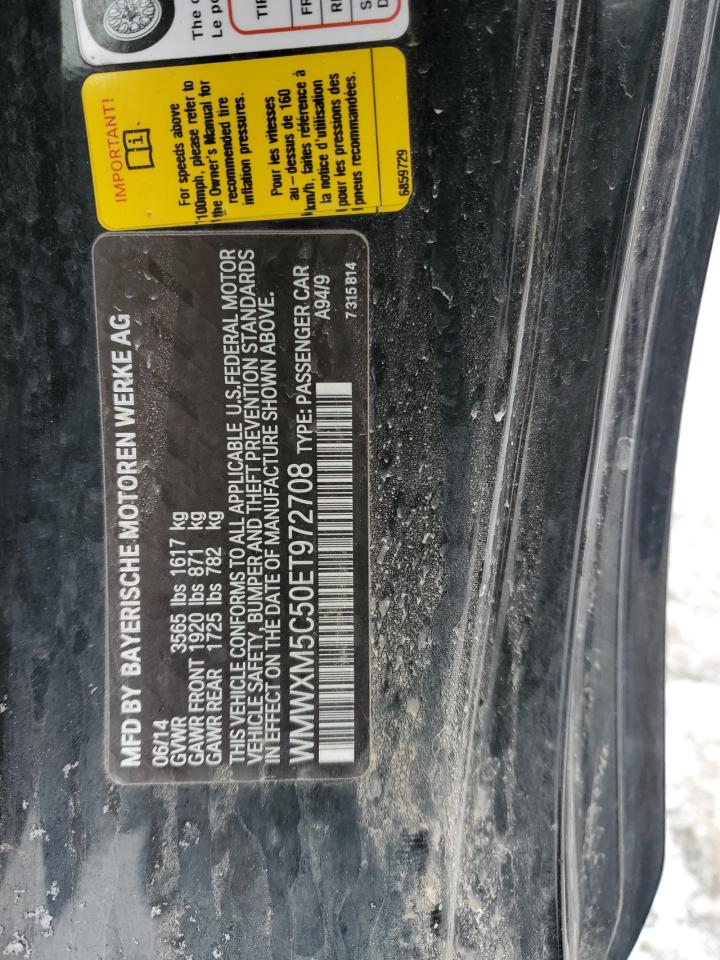 The
Le
TIR
FR
IMPORTANT!
i
For speeds above
100mph, please refer to
the Owner's Manual for
recommended tire
inflation pressures.
Pour les vitesses
au - dessus de 160
km/h, faites référence à
la notice d'utilisation
pour les pressions des
pneus recommandées.
6859729
MFD BY BAYERISCHE MOTOREN WERKE AG
06/14
GVWR 3565 lbs 1617 kg
GAWR FRONT 1920 lbs 871 kg
GAWR REAR 1725 lbs 782 kg
THIS VEHICLE CONFORMS TO ALL APPLICABLE U.S.FEDERAL MOTOR
VEHICLE SAFETY, BUMPER AND THEFT PREVENTION STANDARDS
IN EFFECT ON THE DATE OF MANUFACTURE SHOWN ABOVE.
WMWXM5C50ET972708 TYPE: PASSENGER CAR
A94/9
7 315 814